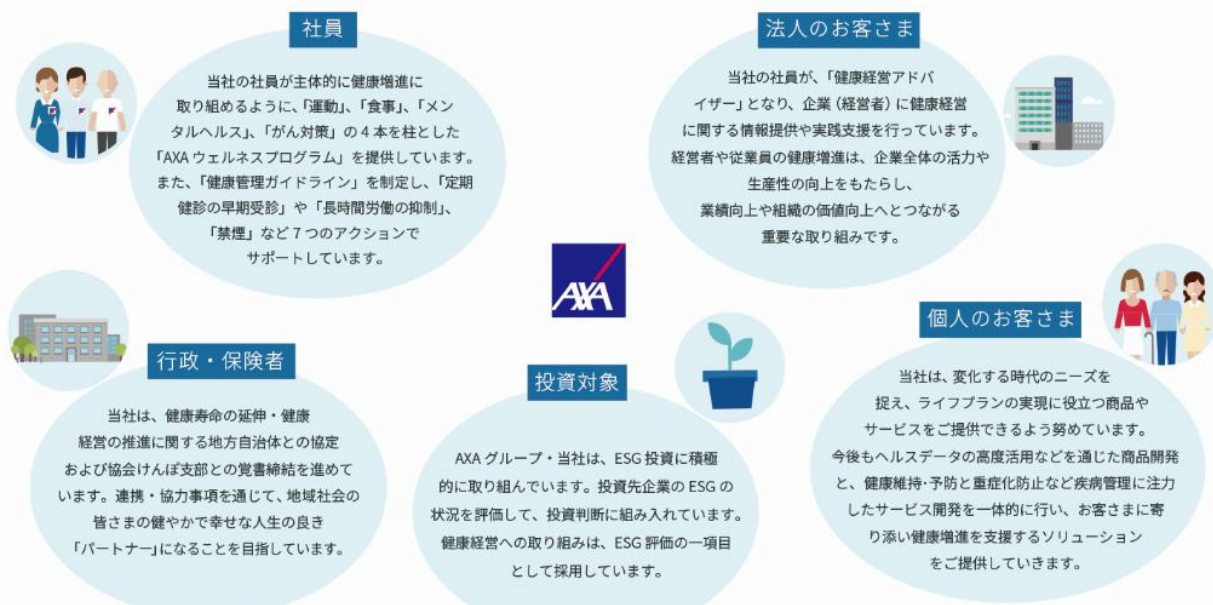 社員
当社の社員が主体的に健康増進に
取り組めるように、「運動」、「食事」、「メン
タルヘルス」、「がん対策」の4本を柱とした
「AXAウェルネスプログラム」を提供しています。
また、「健康管理ガイドライン」を制定し、「定期
健診の早期受診」や「長時間労働の抑制」、
「禁煙」など7つのアクションで
サポートしています。
法人のお客さま
当社の社員が、「健康経営アドバ
イザー」となり、企業(経営者)に健康経営
に関する情報提供や実践支援を行っています。
経営者や従業員の健康増進は、企業全体の活力や
生産性の向上をもたらし、
業績向上や組織の価値向上へとつながる
重要な取り組みです。
AXA
行政・保険者
当社は、健康寿命の延伸・健康
経営の推進に関する地方自治体との協定
および協会けんぽ支部との覚書締結を進めて
います。連携・協力事項を通じて、地域社会の
皆さまの健やかで幸せな人生の良き
「パートナー」になることを目指しています。
投資対象
AXAグループ・当社は、ESG投資に積極
的に取り組んでいます。投資先企業のESGの
状況を評価して、投資判断に組み入れています。
健康経営への取り組みは、ESG評価の一項目
として採用しています。
個人のお客さま
当社は、変化する時代のニーズを
捉え、ライフプランの実現に役立つ商品や
サービスをご提供できるよう努めています。
今後もヘルスデータの高度活用などを通じた商品開発
と、健康維持・予防と重症化防止など疾病管理に注力
したサービス開発を一体的に行い、お客さまに寄
り添い健康増進を支援するソリューション
をご提供していきます。